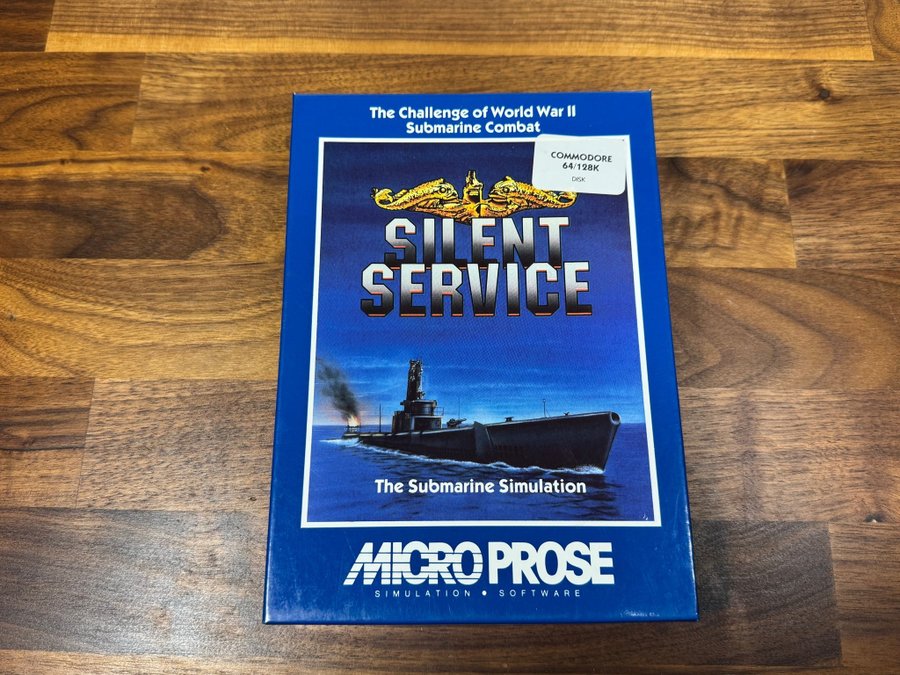 The Challenge of World War II
Submarine Combat
COMMODORE
64/128K
DISK
SILENT
SERVICE
The Submarine Simulation
MICRO PROSE
SIMULATION • SOFTWARE